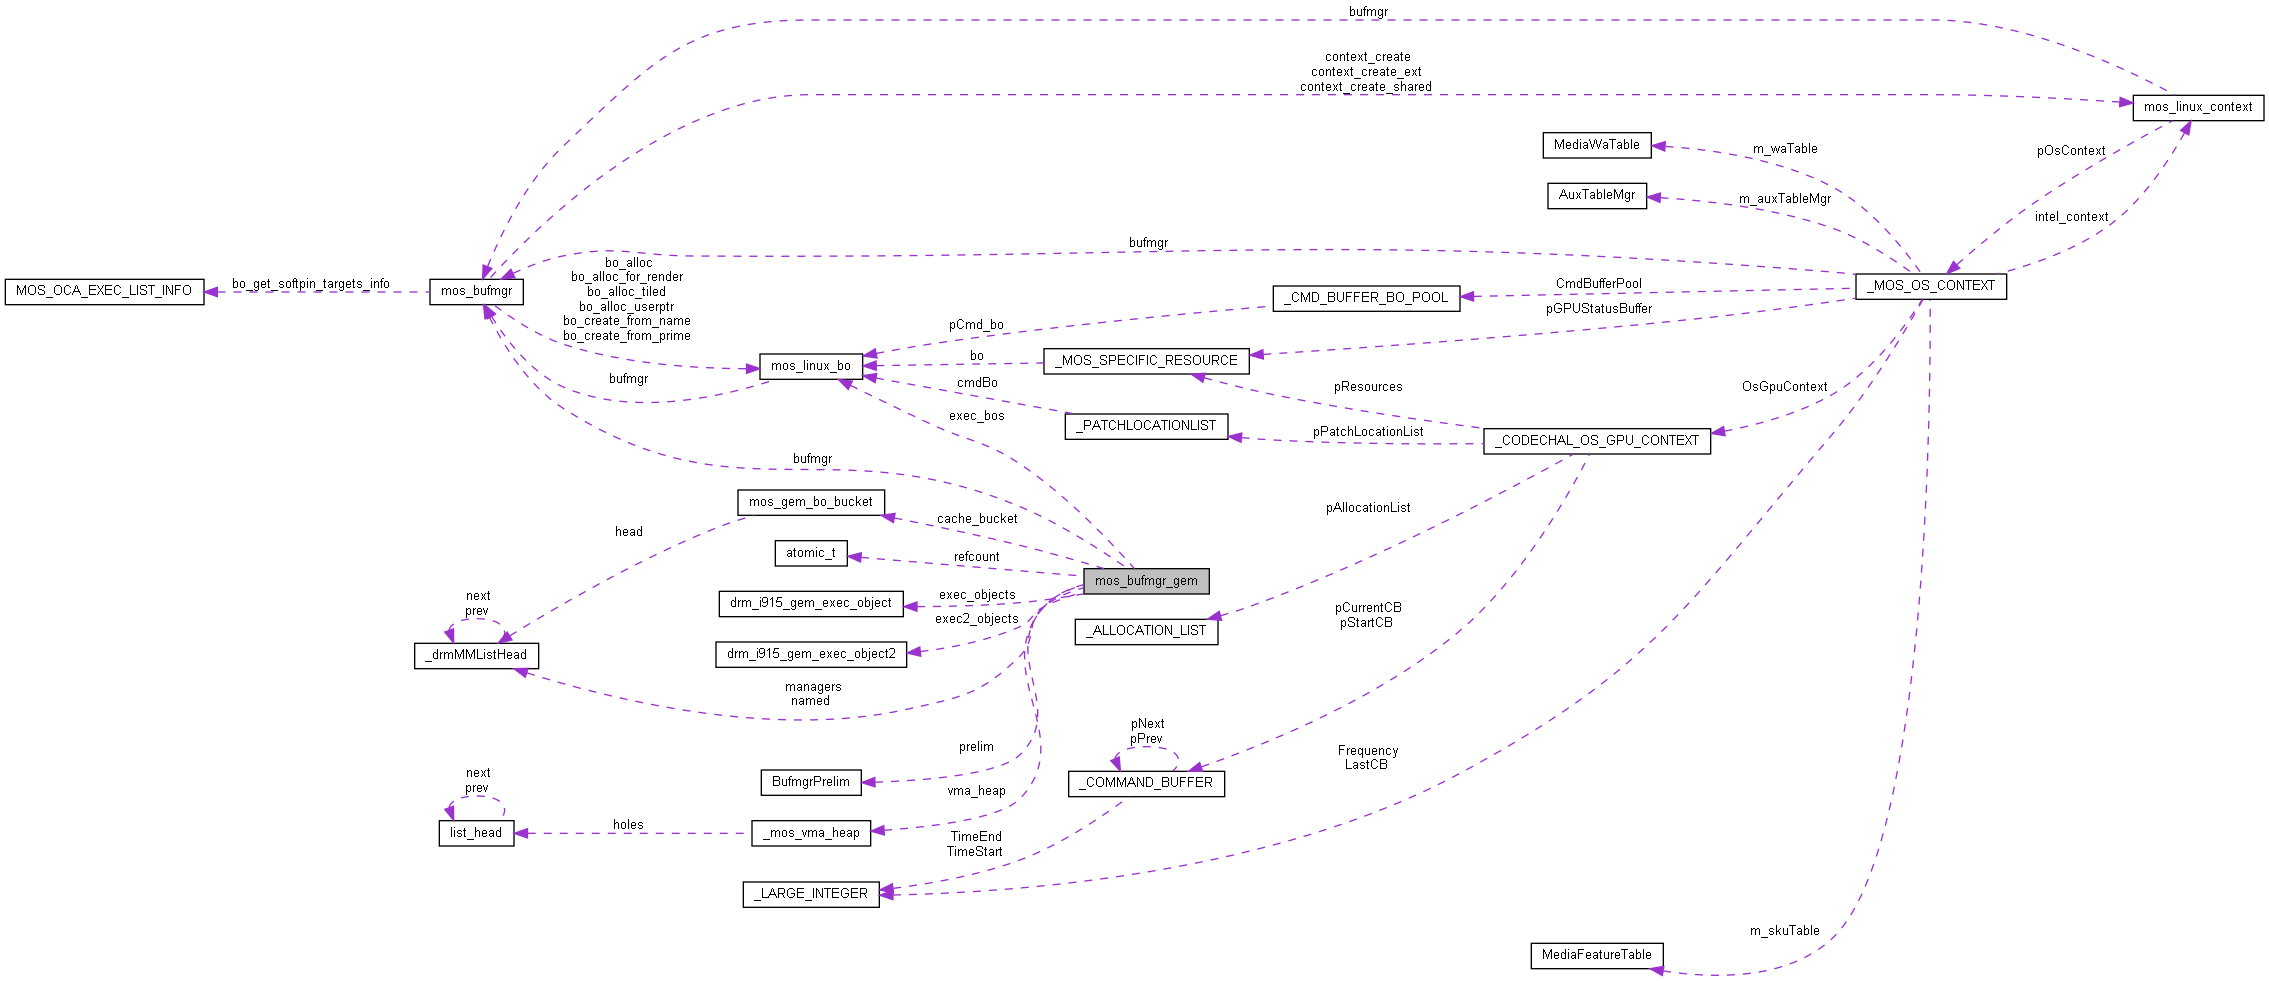 bufmgr
context_create
context_create_ext
context_create_shared
mos_linux_context
MediaWaTable
m_waTable
pOsContext
AuxTableMgr
m_auxTableMgr
intel_context
bufmgr
bo_alloc
bo_alloc_for_render
bo_alloc_tiled
bo_alloc_userptr
bo_create_from_name
bo_create_from_prime
MOS_OCA_EXEC_LIST_INFO
bo_get_softpin_targets_info
mos_bufmgr
_CMD_BUFFER_BO_POOL
CmdBufferPool
_MOS_OS_CONTEXT
pGPUStatusBuffer
pCmd_bo
mos_linux_bo
bo
_MOS_SPECIFIC_RESOURCE
bufmgr
cmdBo
pResources
OsGpuContext
exec_bos
_PATCHLOCATIONLIST
pPatchLocationList
_CODECHAL_OS_GPU_CONTEXT
bufmgr
mos_gem_bo_bucket
cache_bucket
pAllocationList
head
atomic_t
refcount
mos_bufmgr_gem
next
prev
drm_i915_gem_exec_object
exec_objects
exec2_objects
pCurrentCB
pStartCB
_drmMMListHead
drm_i915_gem_exec_object2
_ALLOCATION_LIST
managers
named
pNext
pPrev
prelim
Frequency
LastCB
next
prev
BufmgrPrelim
vma_heap
_COMMAND_BUFFER
list_head
holes
_mos_vma_heap
TimeEnd
TimeStart
_LARGE_INTEGER
m_skuTable
MediaFeatureTable